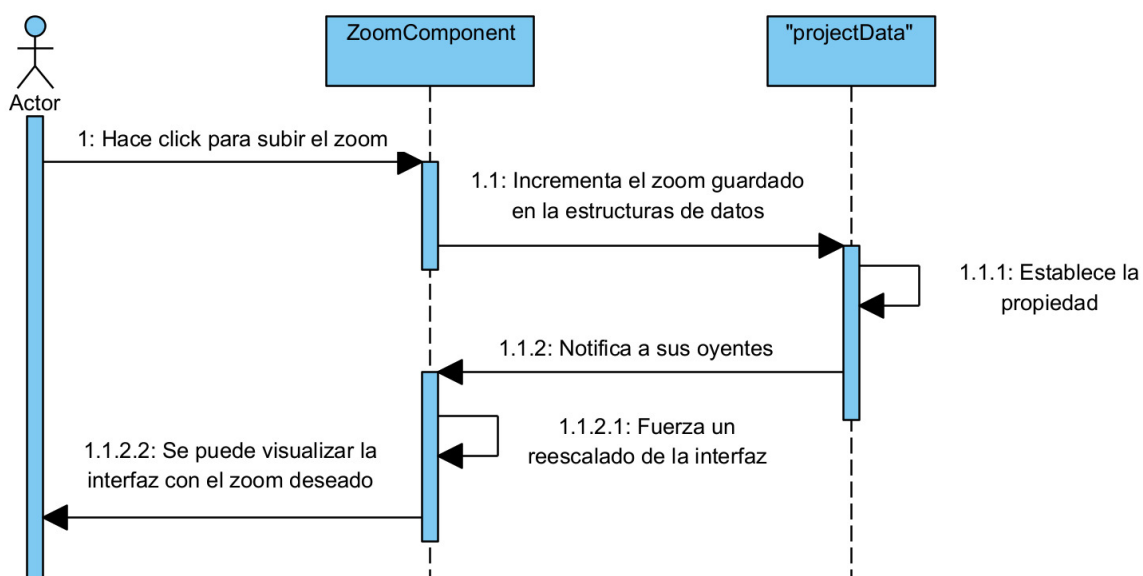 ZoomComponent
"projectData"
Actor
1: Hace click para subir el zoom
1.1: Incrementa el zoom guardado
en la estructuras de datos
1.1.1: Establece la
propiedad
1.1.2: Notifica a sus oyentes
1.1.2.1: Fuerza un
reescalado de la interfaz
1.1.2.2: Se puede visualizar la
interfaz con el zoom deseado